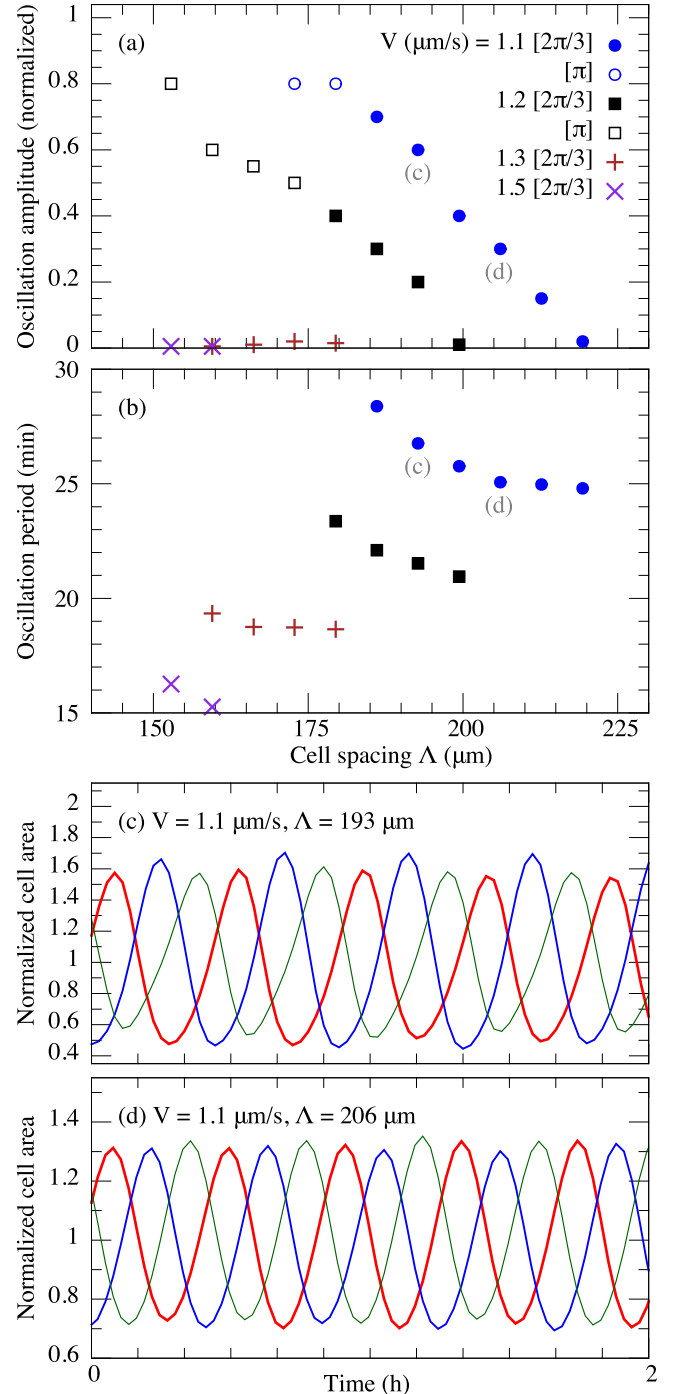 (a)
V (μm/s) = 1.1 [2π/3]
[π]
1.2 [2π/3]
[π]
1.3 [2π/3]
1.5 [2π/3]
1
0.8
0.6
0.4
0.2
0
Oscillation amplitude (normalized)
(c)
(d)
(b)
30
25
20
15
Oscillation period (min)
(c)
(d)
150
175
200
225
Cell spacing Λ (μm)
(c) V = 1.1 μm/s, Λ = 193 μm
2
1.8
1.6
1.4
1.2
1
0.8
0.6
0.4
Normalized cell area
(d) V = 1.1 μm/s, Λ = 206 μm
1.4
1.2
1
0.8
0.6
Normalized cell area
0
2
Time (h)